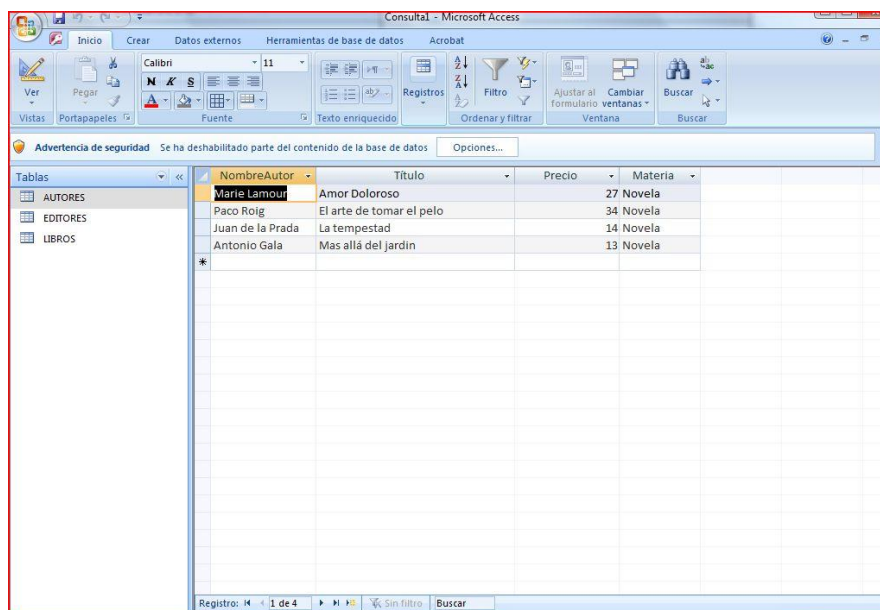 Consulta1 - Microsoft Access
Inicio Crear Datos externos Herramientas de base de datos Acrobat
Calibri 11
N K S
Ver Pegar Registros Filtro Ajustar al formulario Cambiar ventanas Buscar
Vistas Portapapeles Fuente Texto enriquecido Ordenar y filtrar Ventana Buscar
Advertencia de seguridad Se ha deshabilitado parte del contenido de la base de datos Opciones...
Tablas
AUTORES
EDITORES
LIBROS
NombreAutor Título Precio Materia
Marie Lamour Amor Doloroso 27 Novela
Paco Roig El arte de tomar el pelo 34 Novela
Juan de la Prada La tempestad 14 Novela
Antonio Gala Mas allá del jardin 13 Novela
Registro: 1 de 4 Sin filtro Buscar